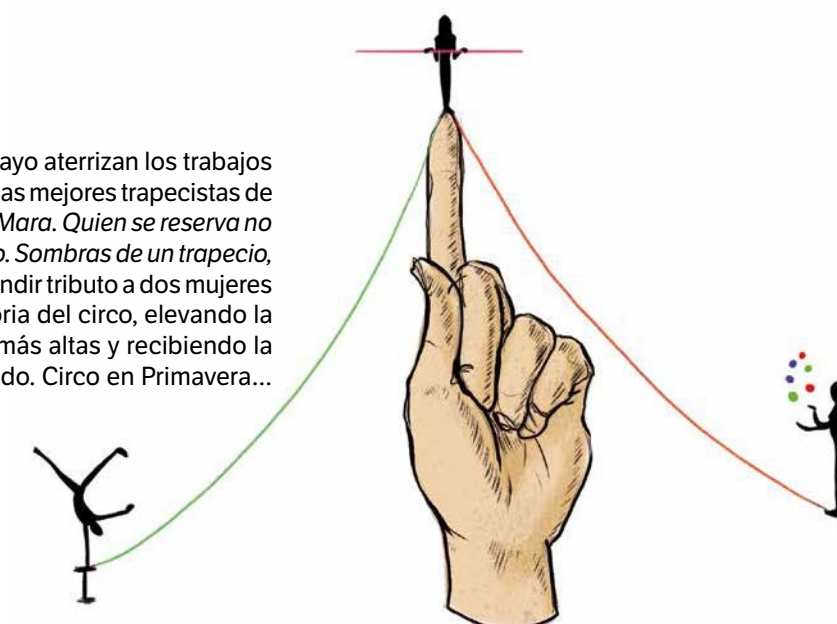 ayo aterrizan los trabajos
as mejores trapecistas de
Mara. Quien se reserva no
o. Sombras de un trapecio,
ndir tributo a dos mujeres
oria del circo, elevando la
más altas y recibiendo la
do. Circo en Primavera...